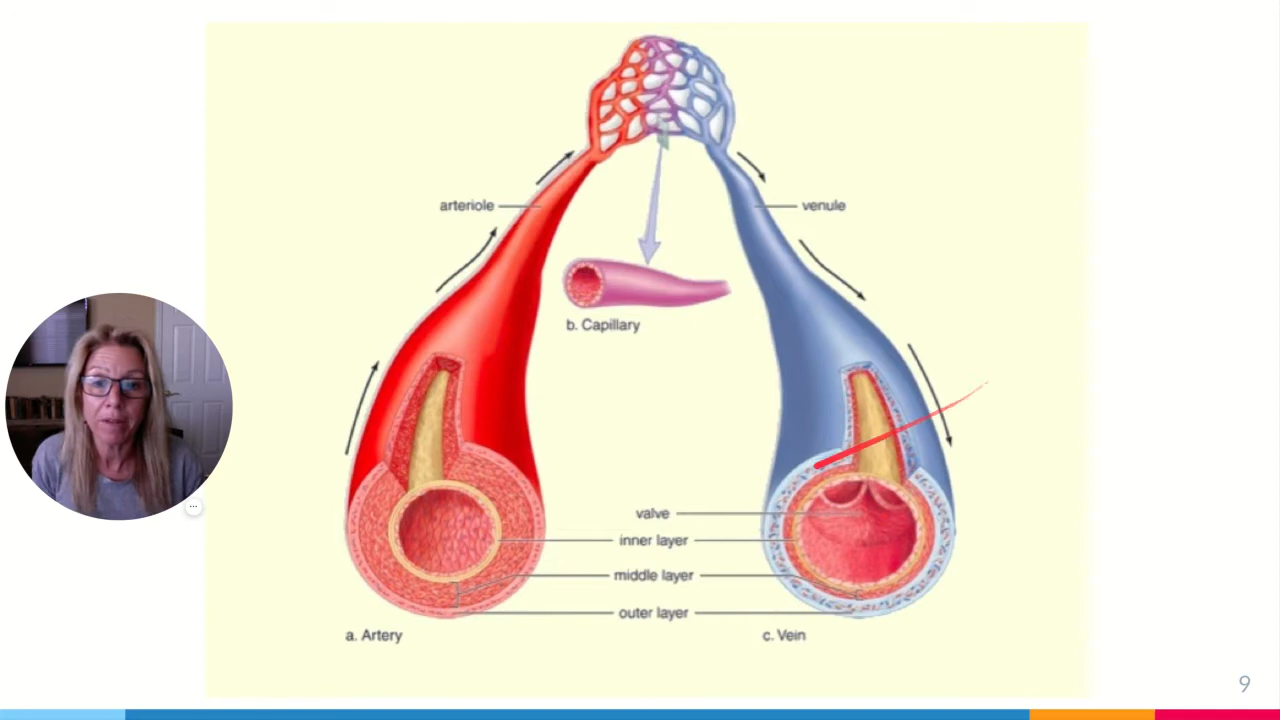 arteriole
venule
b. Capillary
valve
inner layer
middle layer
outer layer
a. Artery
c. Vein
9